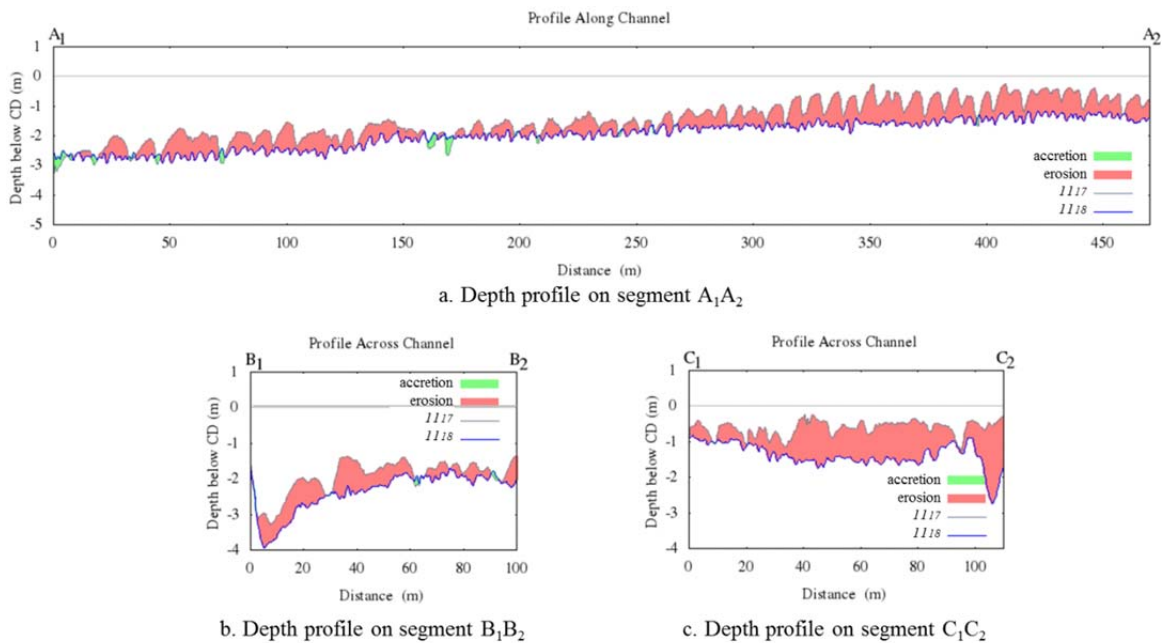 Profile Along Channel
A1 A2
1
0
-1
-2
-3
-4
-5
Depth below CD (m)
accretion
erosion
1117
1118
0 50 100 150 200 250 300 350 400 450
Distance (m)
a. Depth profile on segment A1A2
Profile Across Channel
B1 B2
1
0
-1
-2
-3
-4
Depth below CD (m)
accretion
erosion
1117
1118
0 20 40 60 80 100
Distance (m)
b. Depth profile on segment B1B2
Profile Across Channel
C1 C2
1
0
-1
-2
-3
-4
Depth below CD (m)
accretion
erosion
1117
1118
0 20 40 60 80 100
Distance (m)
c. Depth profile on segment C1C2